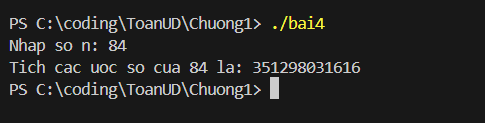 PS C:\coding\ToanUD\Chuong1> ./bai4
Nhap so n: 84
Tich cac uoc so cua 84 la: 351298031616
PS C:\coding\ToanUD\Chuong1>